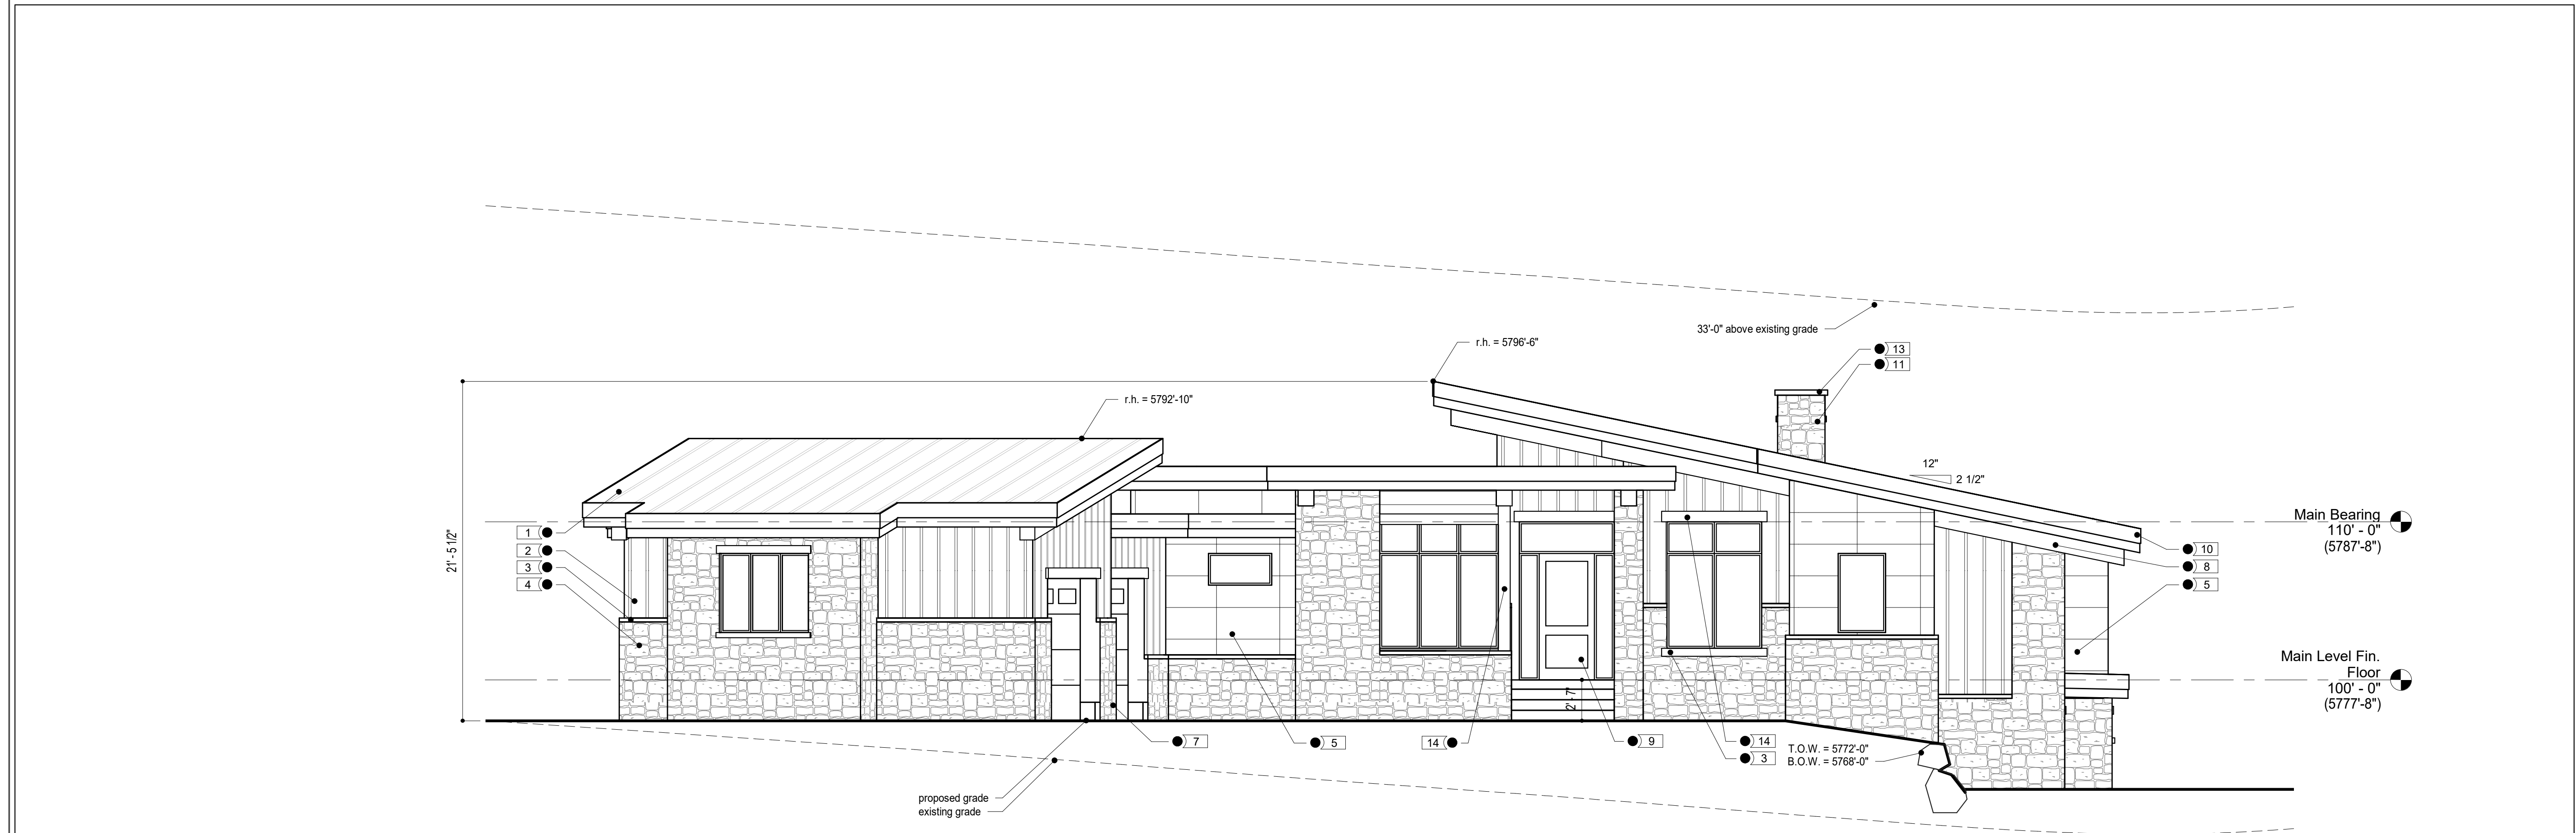 33'-0" above existing grade
r.h. = 5796'-6"
13
11
r.h. = 5792'-10"
12"
2 1/2"
21' - 5 1/2"
1
2
3
4
Main Bearing
110' - 0"
(5787'-8")
10
8
5
Main Level Fin.
Floor
100' - 0"
(5777'-8")
2' - 7"
7
5
14
9
14
3
T.O.W. = 5772'-0"
B.O.W. = 5768'-0"
proposed grade
existing grade